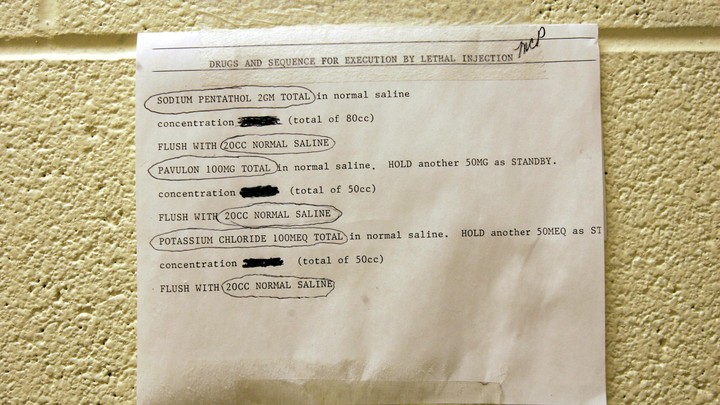 DRUGS AND SEQUENCE FOR EXECUTION BY LETHAL INJECTION MCP
SODIUM PENTATHOL 2GM TOTAL in normal saline
concentration (total of 80cc)
FLUSH WITH 20CC NORMAL SALINE
PAVULON 100MG TOTAL in normal saline. HOLD another 50MG as STANDBY.
concentration (total of 50cc)
FLUSH WITH 20CC NORMAL SALINE
POTASSIUM CHLORIDE 100MEQ TOTAL in normal saline. HOLD another 50MEQ as ST
concentration (total of 50cc)
FLUSH WITH 20CC NORMAL SALINE